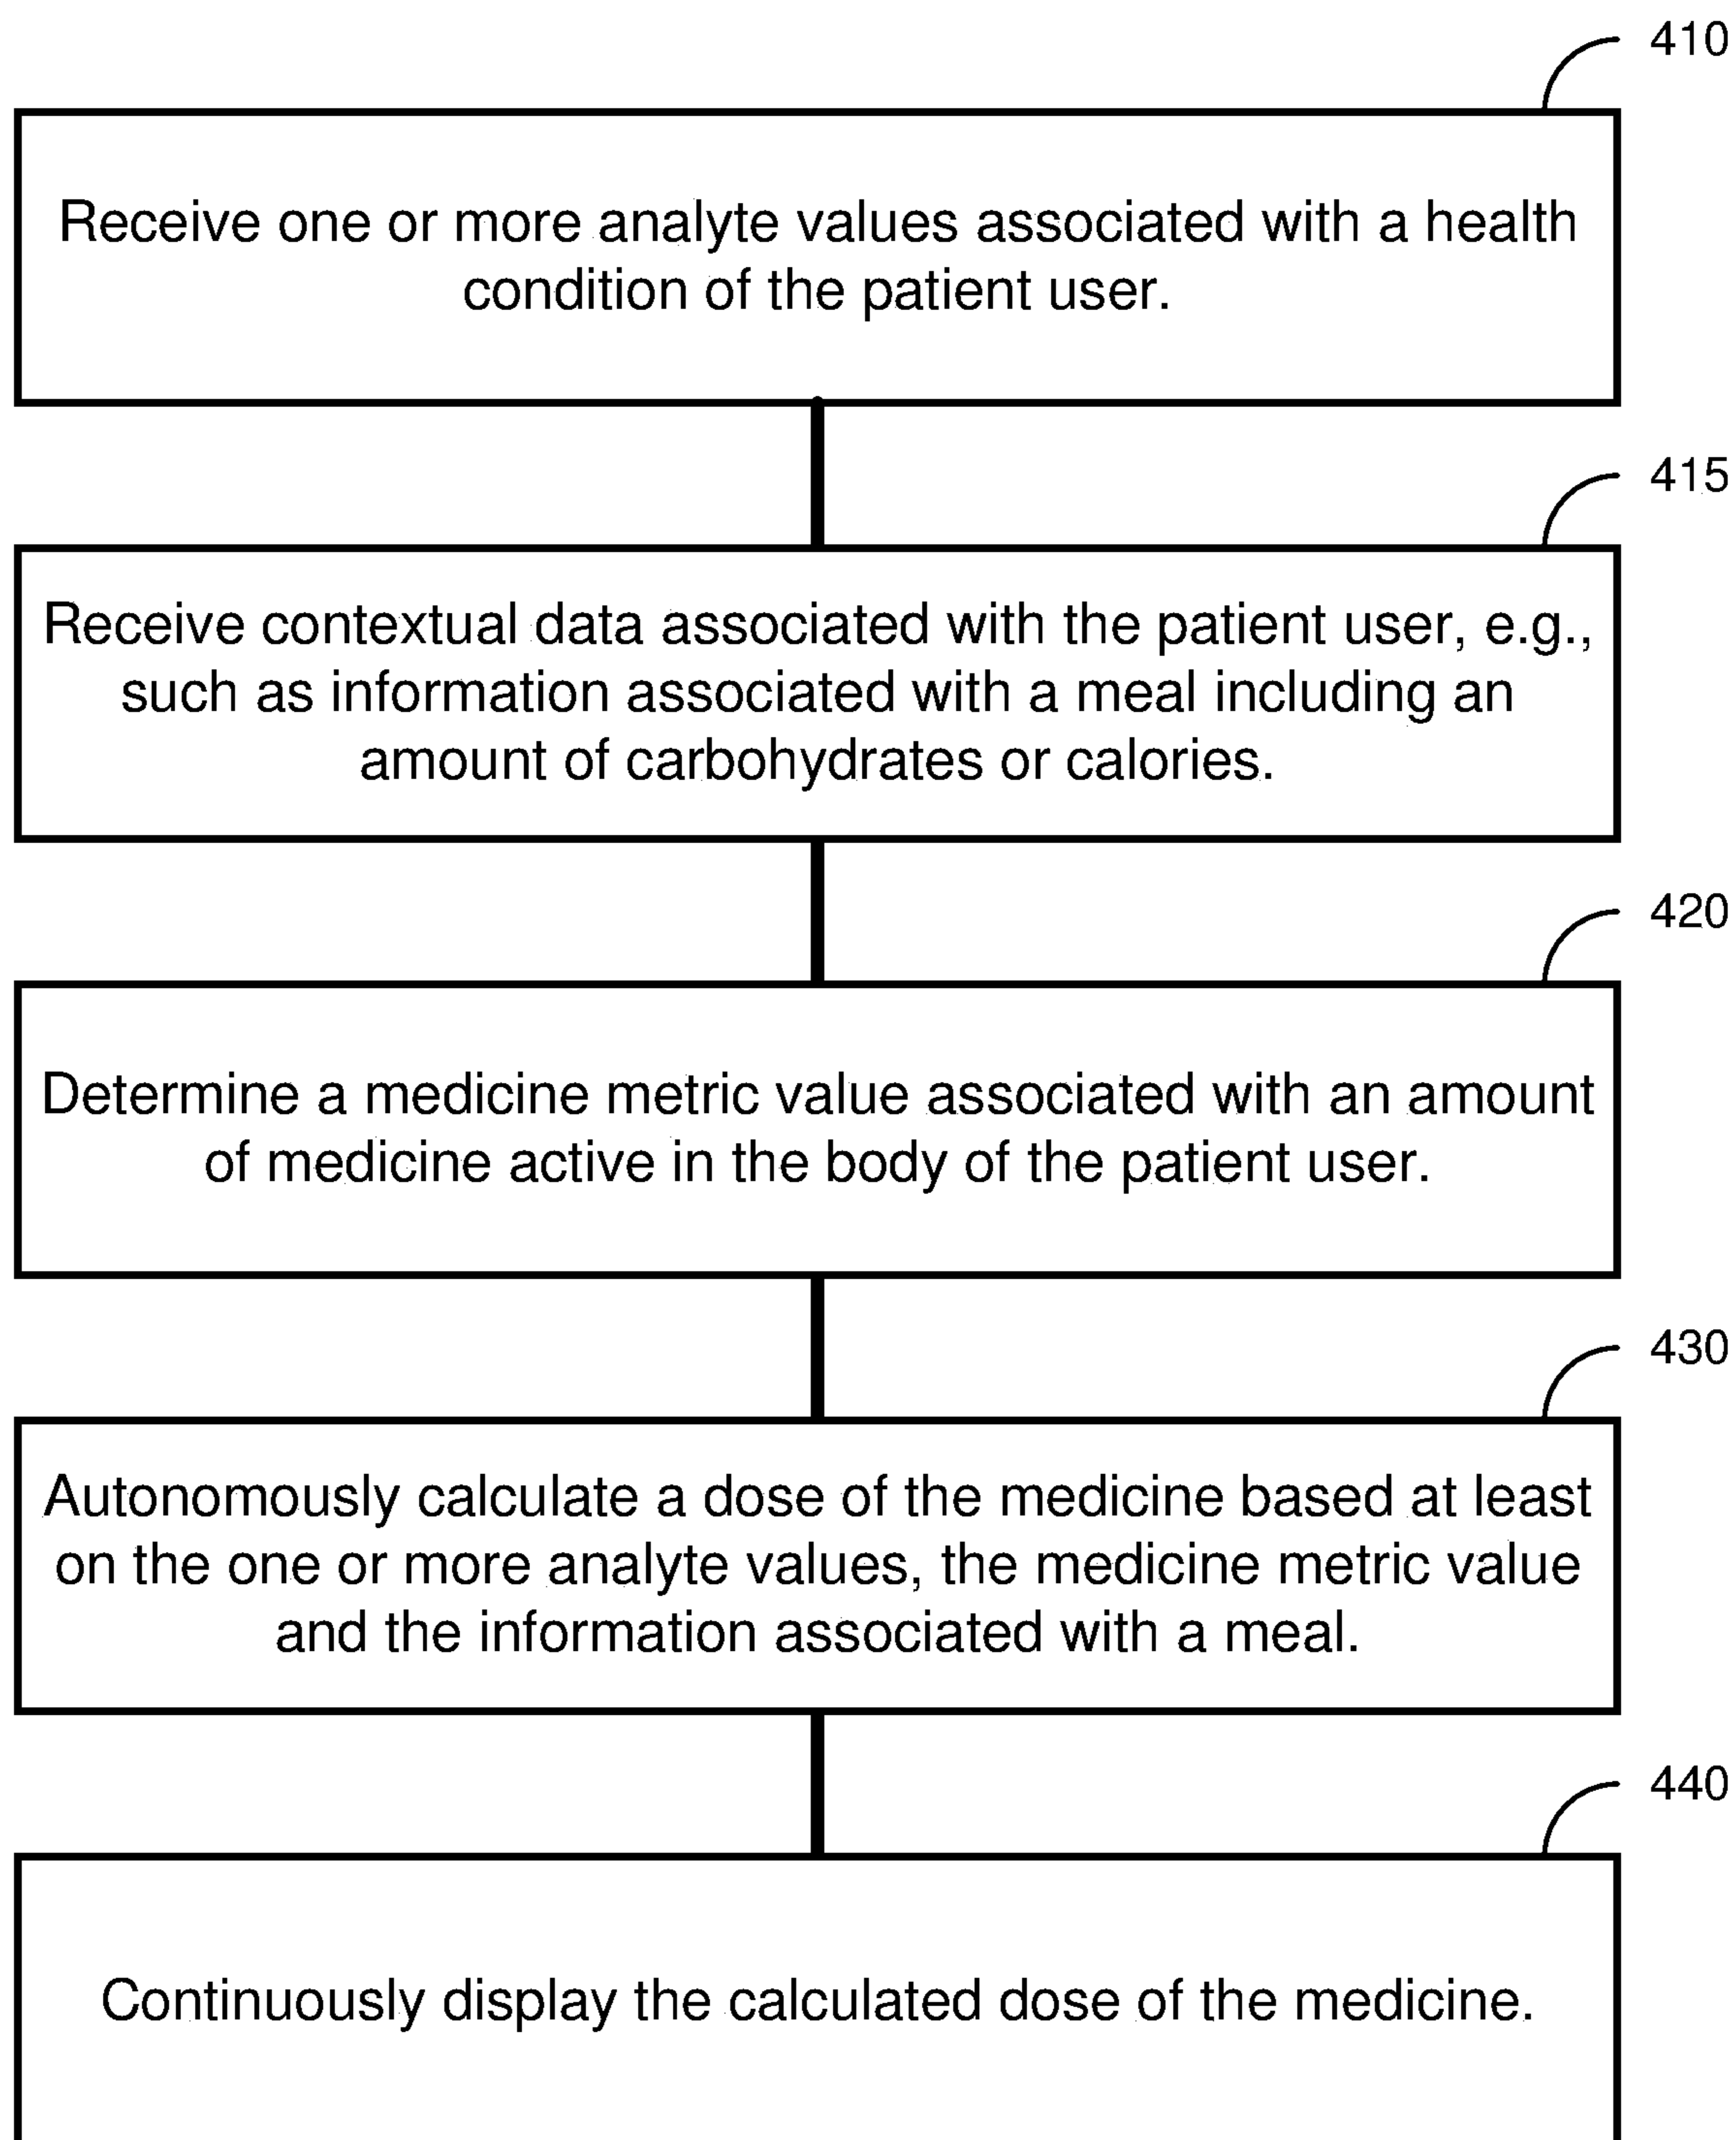 410
Receive one or more analyte values associated with a health
condition of the patient user.
415
Receive contextual data associated with the patient user, e.g.,
such as information associated with a meal including an
amount of carbohydrates or calories.
420
Determine a medicine metric value associated with an amount
of medicine active in the body of the patient user.
430
Autonomously calculate a dose of the medicine based at least
on the one or more analyte values, the medicine metric value
and the information associated with a meal.
440
Continuously display the calculated dose of the medicine.